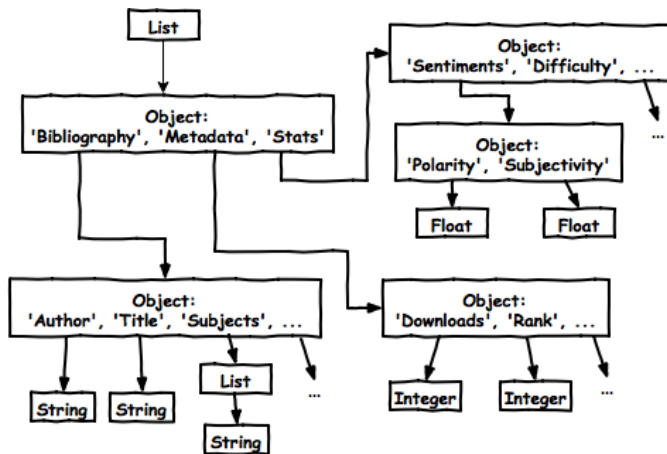 List
Object:
'Sentiments', 'Difficulty', ...
Object:
'Bibliography', 'Metadata', 'Stats'
...
Object:
'Polarity', 'Subjectivity'
Float
Float
Object:
'Author', 'Title', 'Subjects', ...
Object:
'Downloads', 'Rank', ...
List
...
String
String
Integer
Integer
...
String